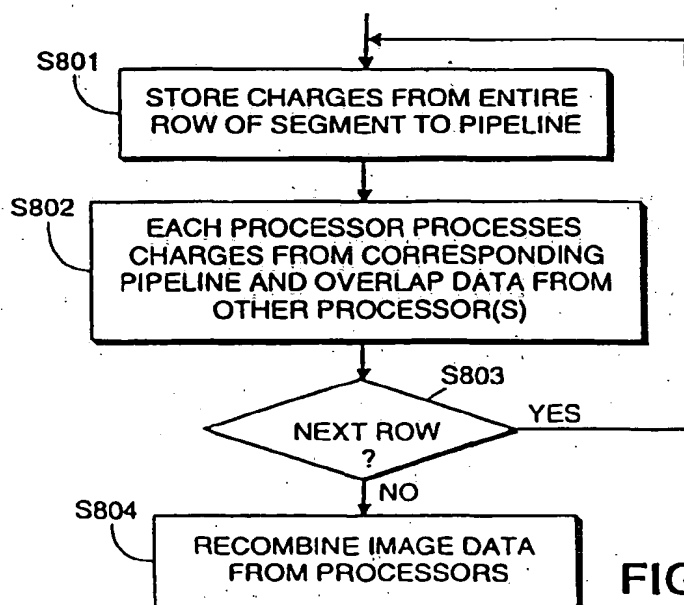 S801
STORE CHARGES FROM ENTIRE
ROW OF SEGMENT TO PIPELINE
S802
EACH PROCESSOR PROCESSES
CHARGES FROM CORRESPONDING
PIPELINE AND OVERLAP DATA FROM
OTHER PROCESSOR(S)
S803
NEXT ROW
?
YES
NO
S804
RECOMBINE IMAGE DATA
FROM PROCESSORS
FIG